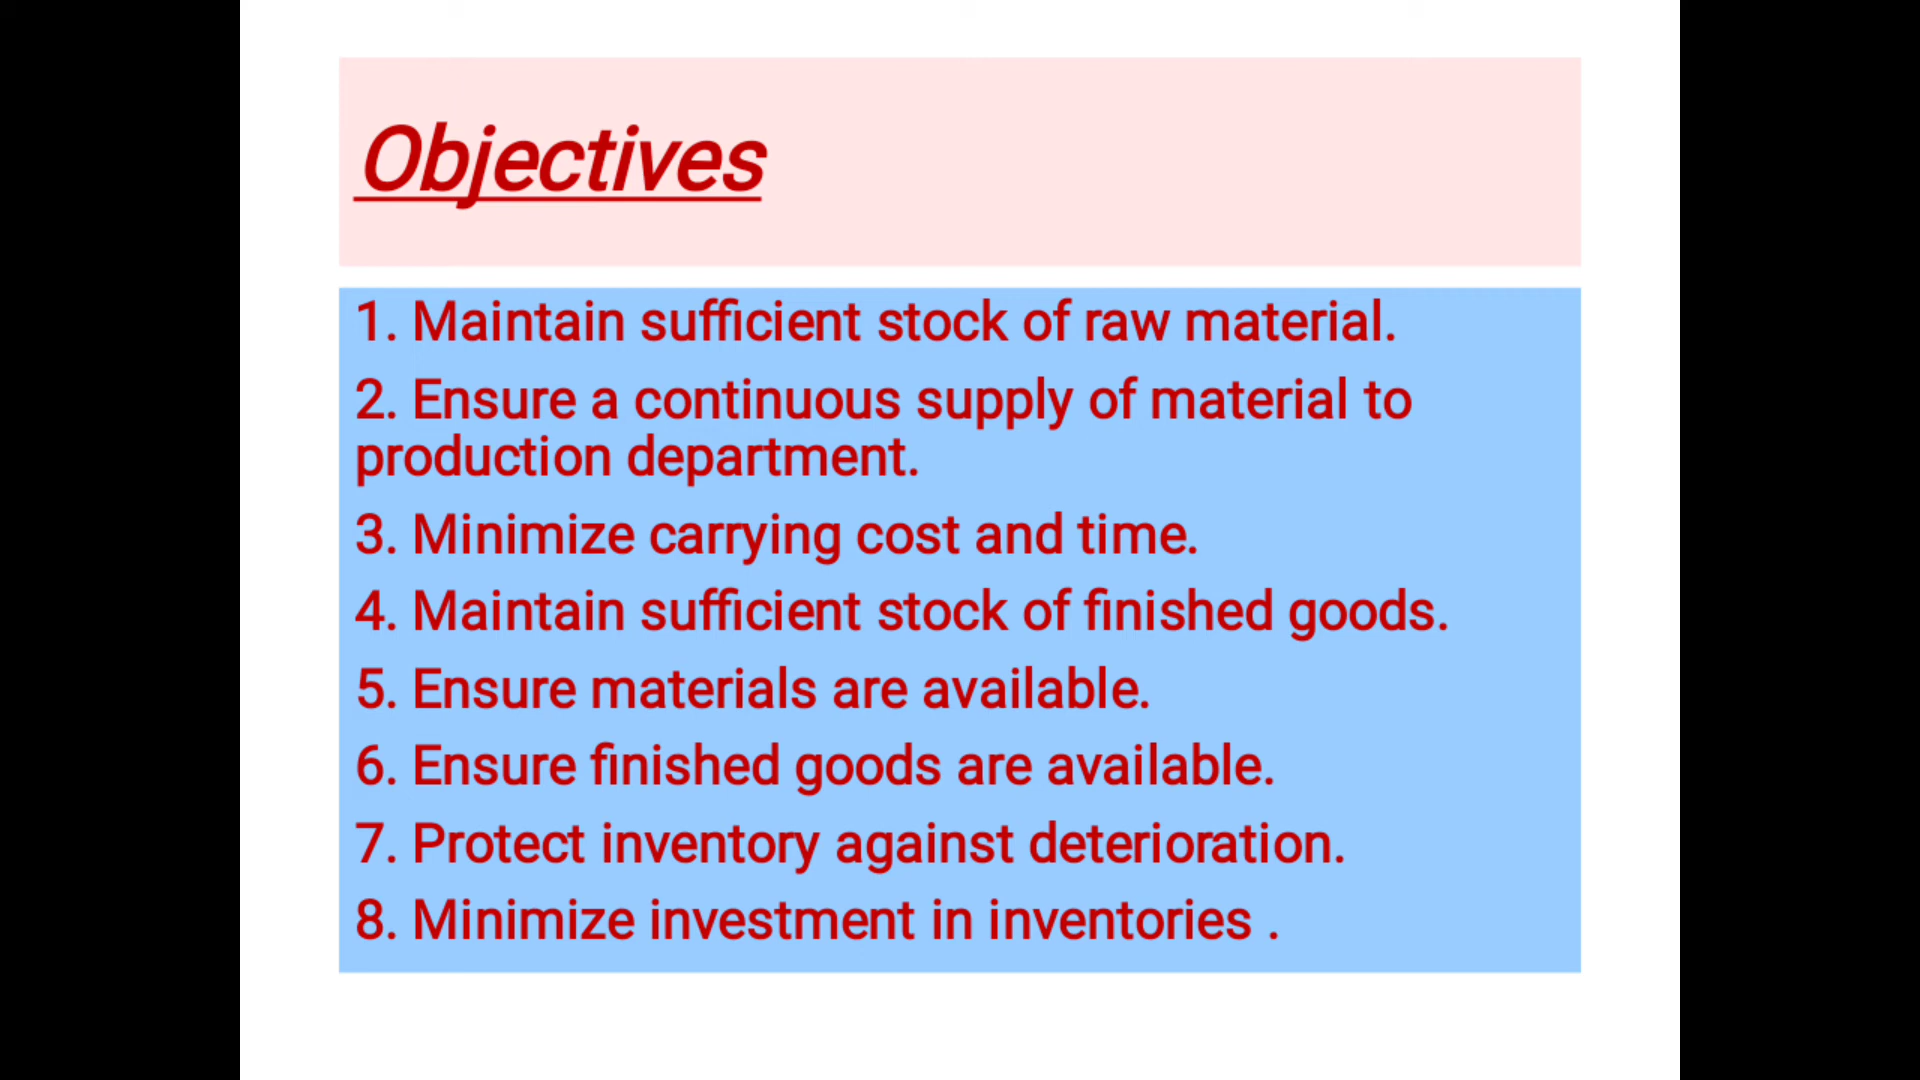 Objectives
1. Maintain sufficient stock of raw material.
2. Ensure a continuous supply of material to
production department.
3. Minimize carrying cost and time.
4. Maintain sufficient stock of finished goods.
5. Ensure materials are available.
6. Ensure finished goods are available.
7. Protect inventory against deterioration.
8. Minimize investment in inventories .